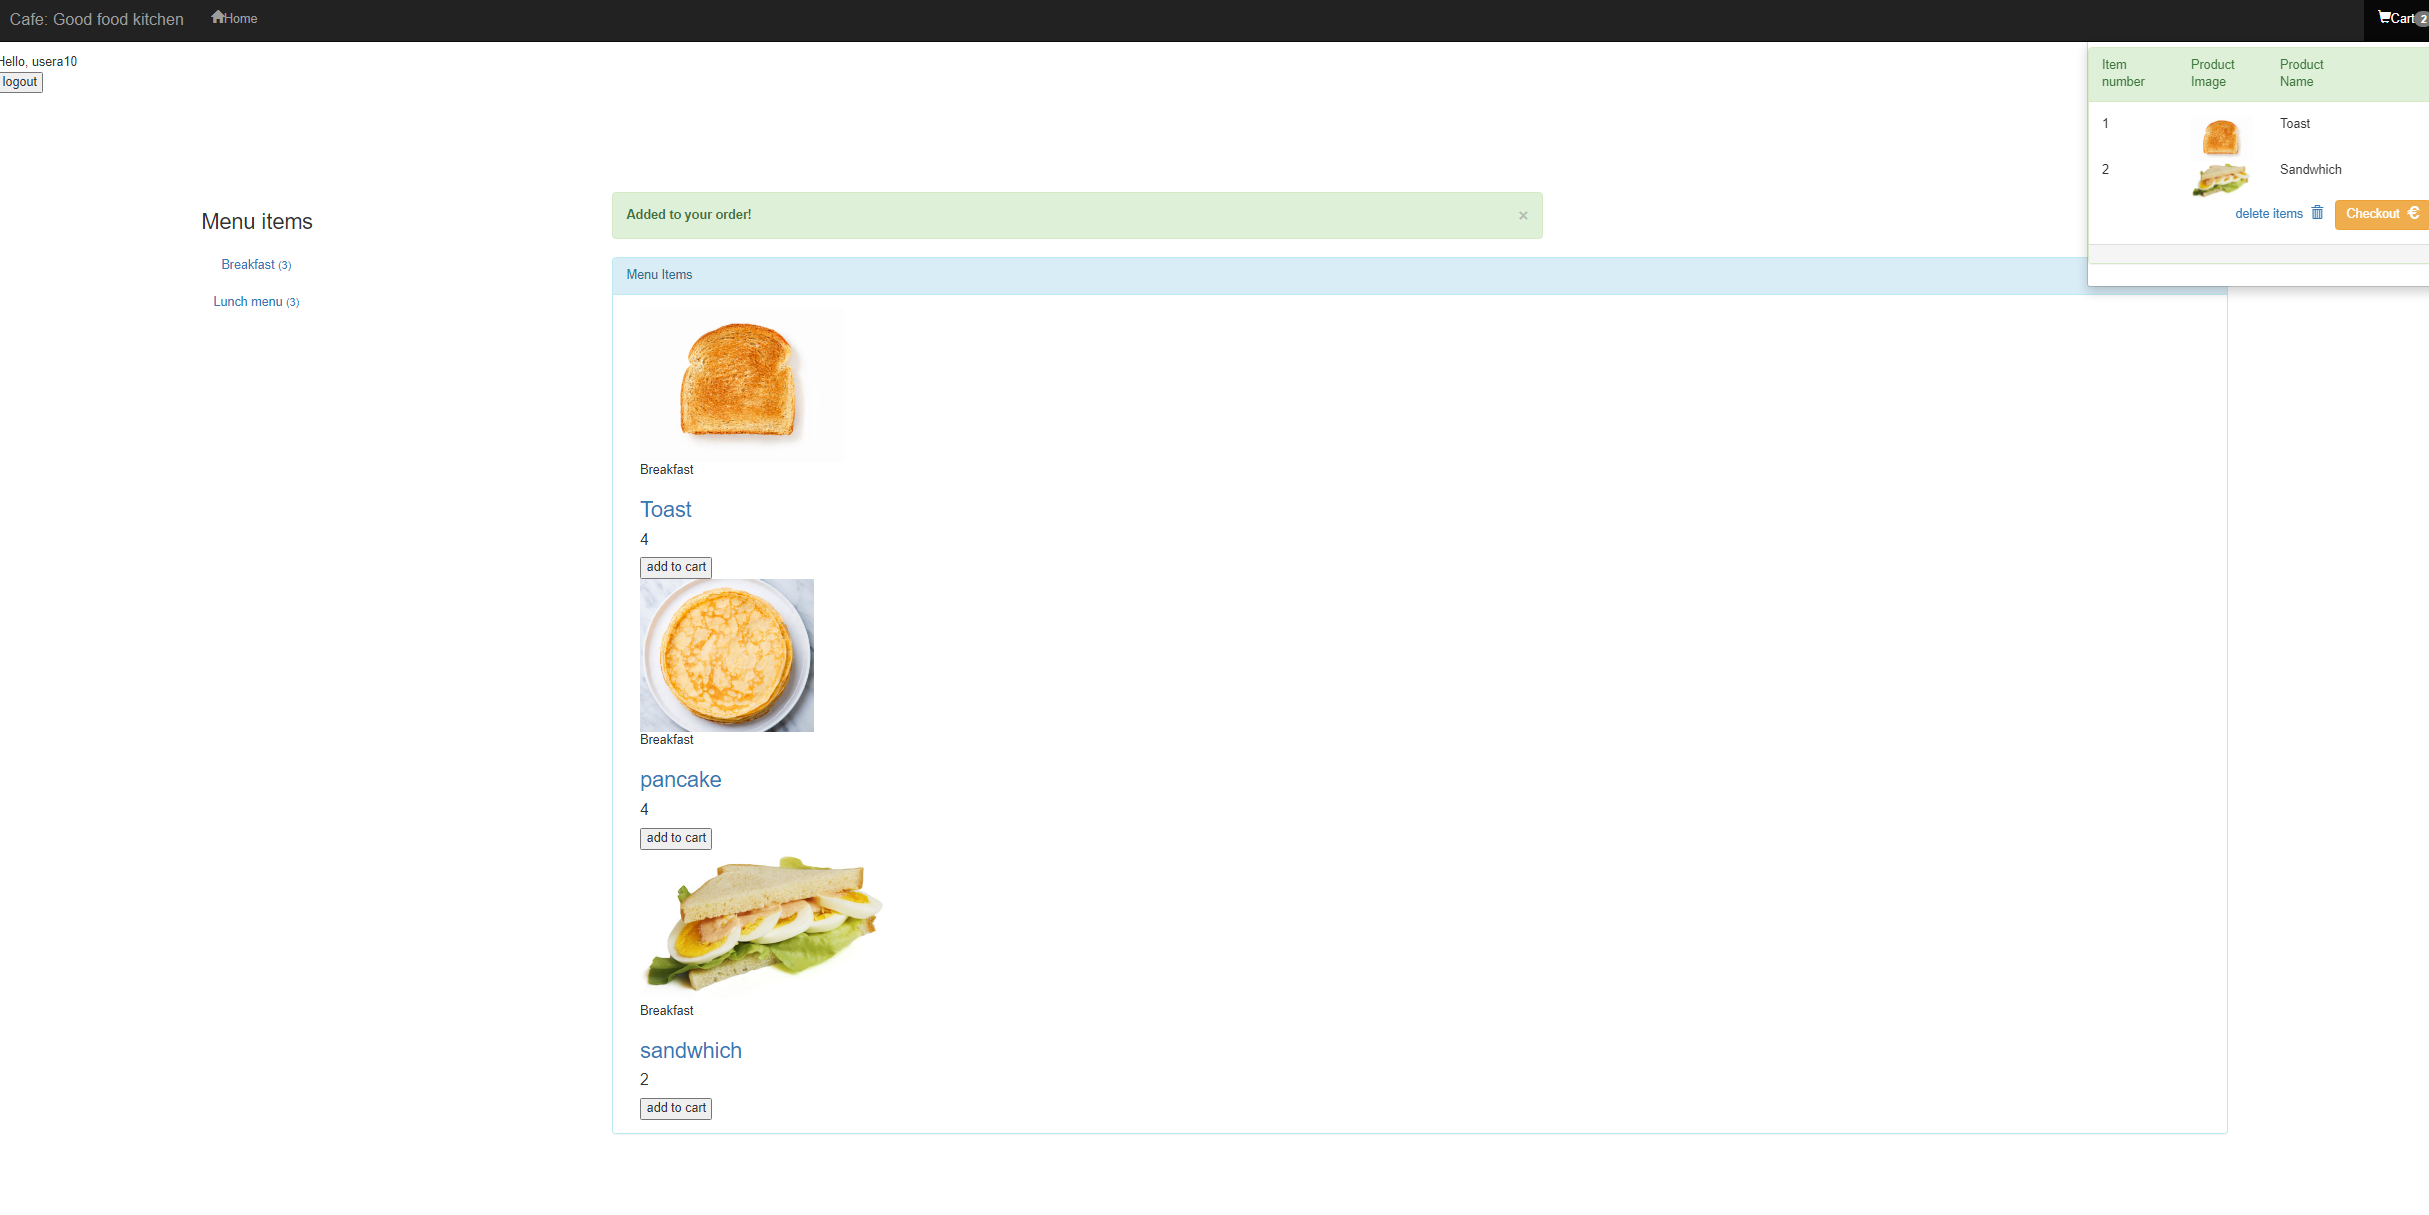 Cafe: Good food kitchen Home Cart 2
Hello, usera10
logout
Item number Product Image Product Name
1 Toast
2 Sandwhich
delete items Checkout €
Added to your order! ×
Menu items
Breakfast (3)
Lunch menu (3)
Menu Items
Breakfast
Toast
4
add to cart
Breakfast
pancake
4
add to cart
Breakfast
sandwhich
2
add to cart